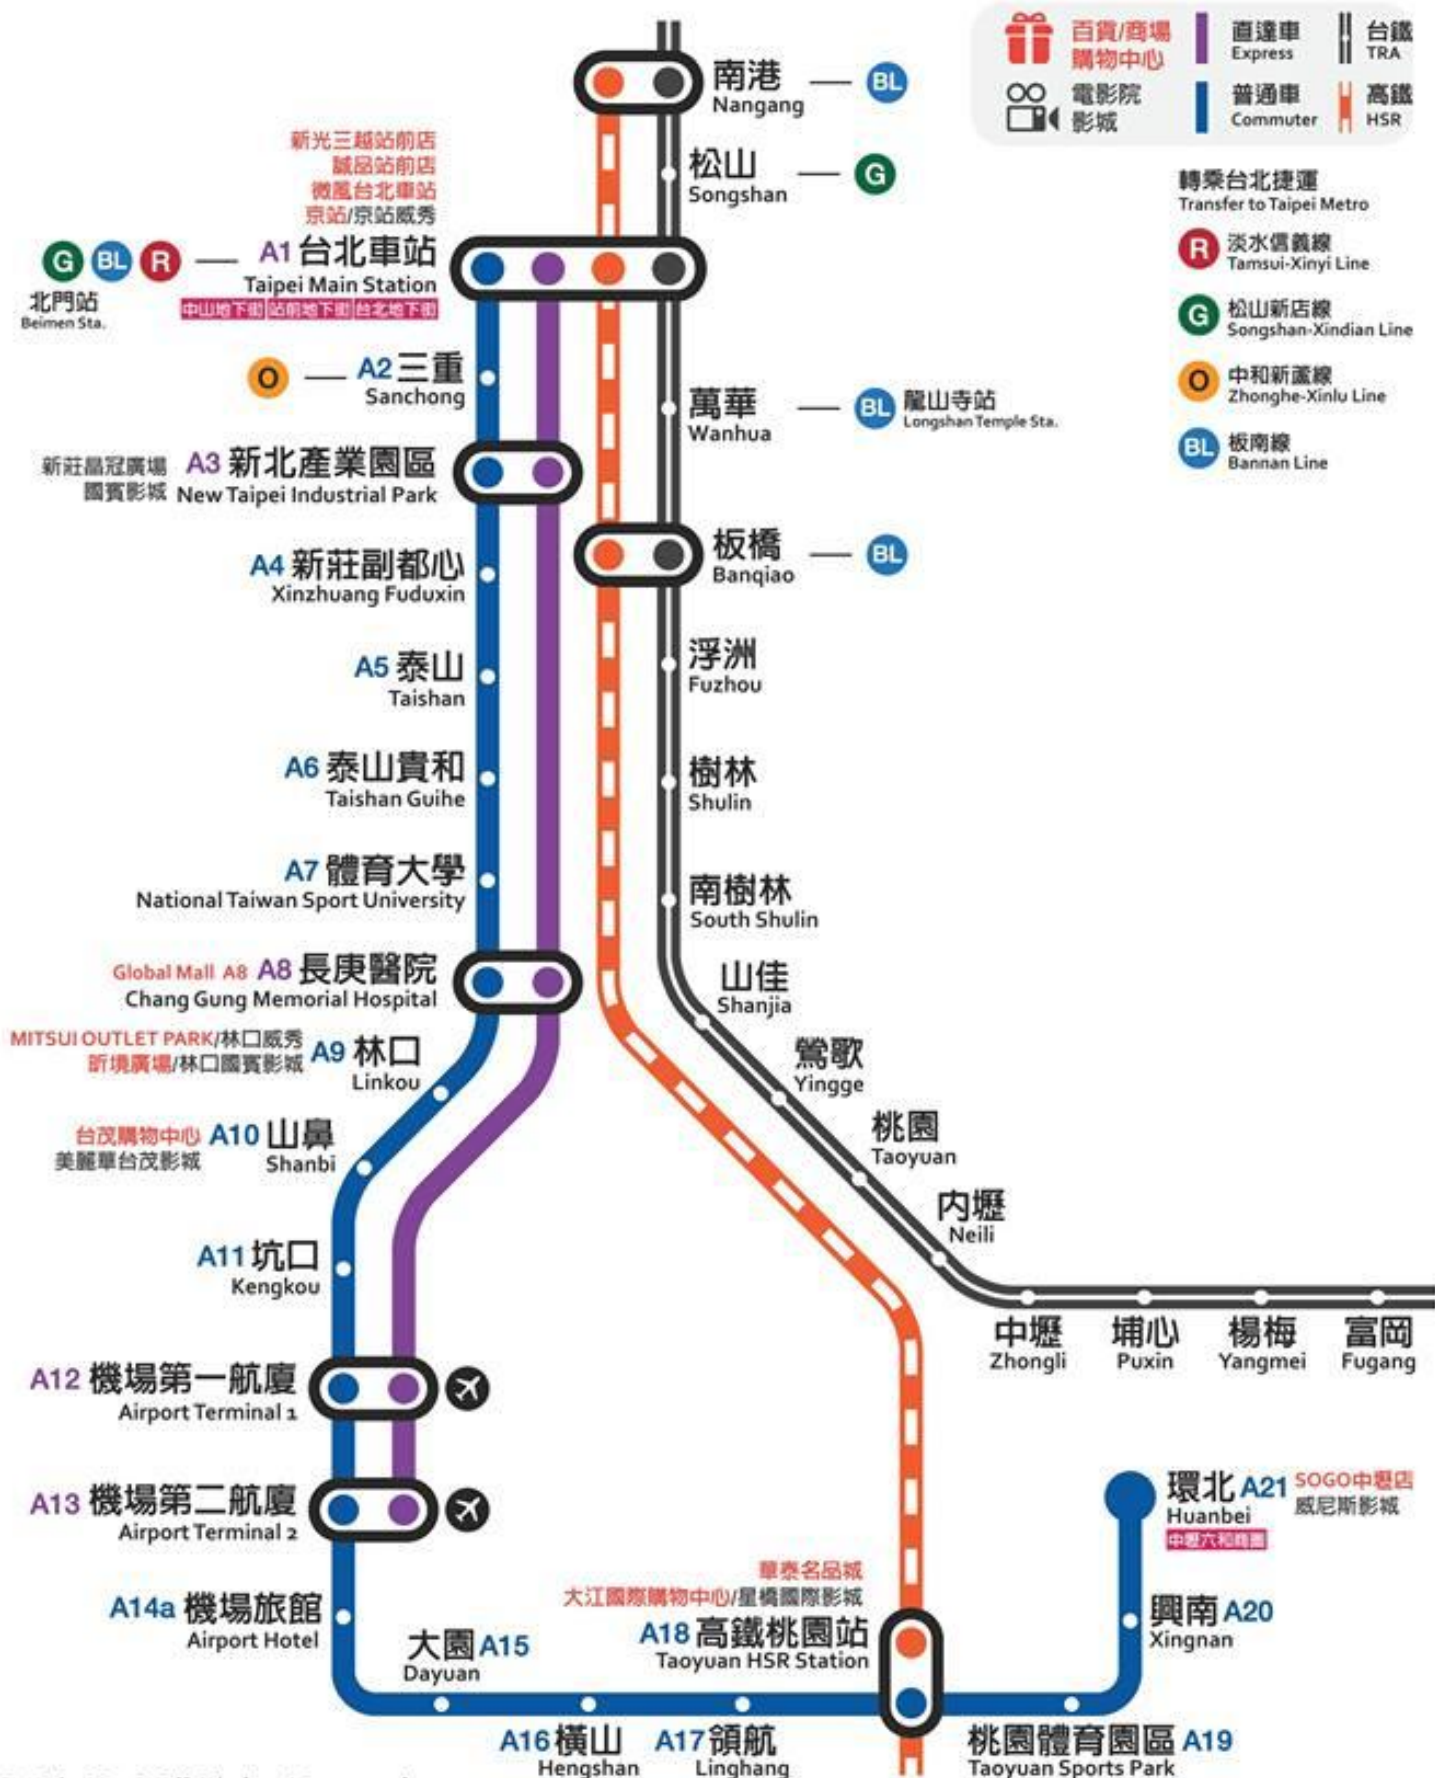 百貨/商場
購物中心
電影院
影城
直達車
Express
普通車
Commuter
台鐵
TRA
高鐵
HSR
轉乘台北捷運
Transfer to Taipei Metro
R 淡水信義線
Tamsui-Xinyi Line
G 松山新店線
Songshan-Xindian Line
O 中和新蘆線
Zhonghe-Xinlu Line
BL 板南線
Bannan Line
南港 BL
Nangang
松山 G
Songshan
新光三越站前店
誠品站前店
微風台北車站
京站/京站威秀
G BL R A1 台北車站
Taipei Main Station
北門站
Beimen Sta.
中山地下街 站前地下街 台北地下街
O A2 三重
Sanchong
萬華 BL 龍山寺站
Wanhua Longshan Temple Sta.
新莊晶冠廣場
國賓影城
A3 新北產業園區
New Taipei Industrial Park
板橋 BL
Banqiao
A4 新莊副都心
Xinzhuang Fuduxin
浮洲
Fuzhou
A5 泰山
Taishan
A6 泰山貴和
Taishan Guihe
樹林
Shulin
A7 體育大學
National Taiwan Sport University
南樹林
South Shulin
Global Mall A8 A8 長庚醫院
Chang Gung Memorial Hospital
山佳
Shanjia
MITSUI OUTLET PARK/林口威秀
昕境廣場/林口國賓影城
A9 林口
Linkou
鶯歌
Yingge
台茂購物中心
美麗華台茂影城
A10 山鼻
Shanbi
桃園
Taoyuan
內壢
Neili
A11 坑口
Kengkou
中壢
Zhongli
埔心
Puxin
楊梅
Yangmei
富岡
Fugang
A12 機場第一航廈
Airport Terminal 1
A13 機場第二航廈
Airport Terminal 2
環北 A21
Huanbei
SOGO中壢店
威尼斯影城
中壢六和商圈
A14a 機場旅館
Airport Hotel
大園 A15
Dayuan
華泰名品城
大江國際購物中心/星橋國際影城
A18 高鐵桃園站
Taoyuan HSR Station
興南 A20
Xingnan
A16 橫山
Hengshan
A17 領航
Linghang
桃園體育園區 A19
Taoyuan Sports Park